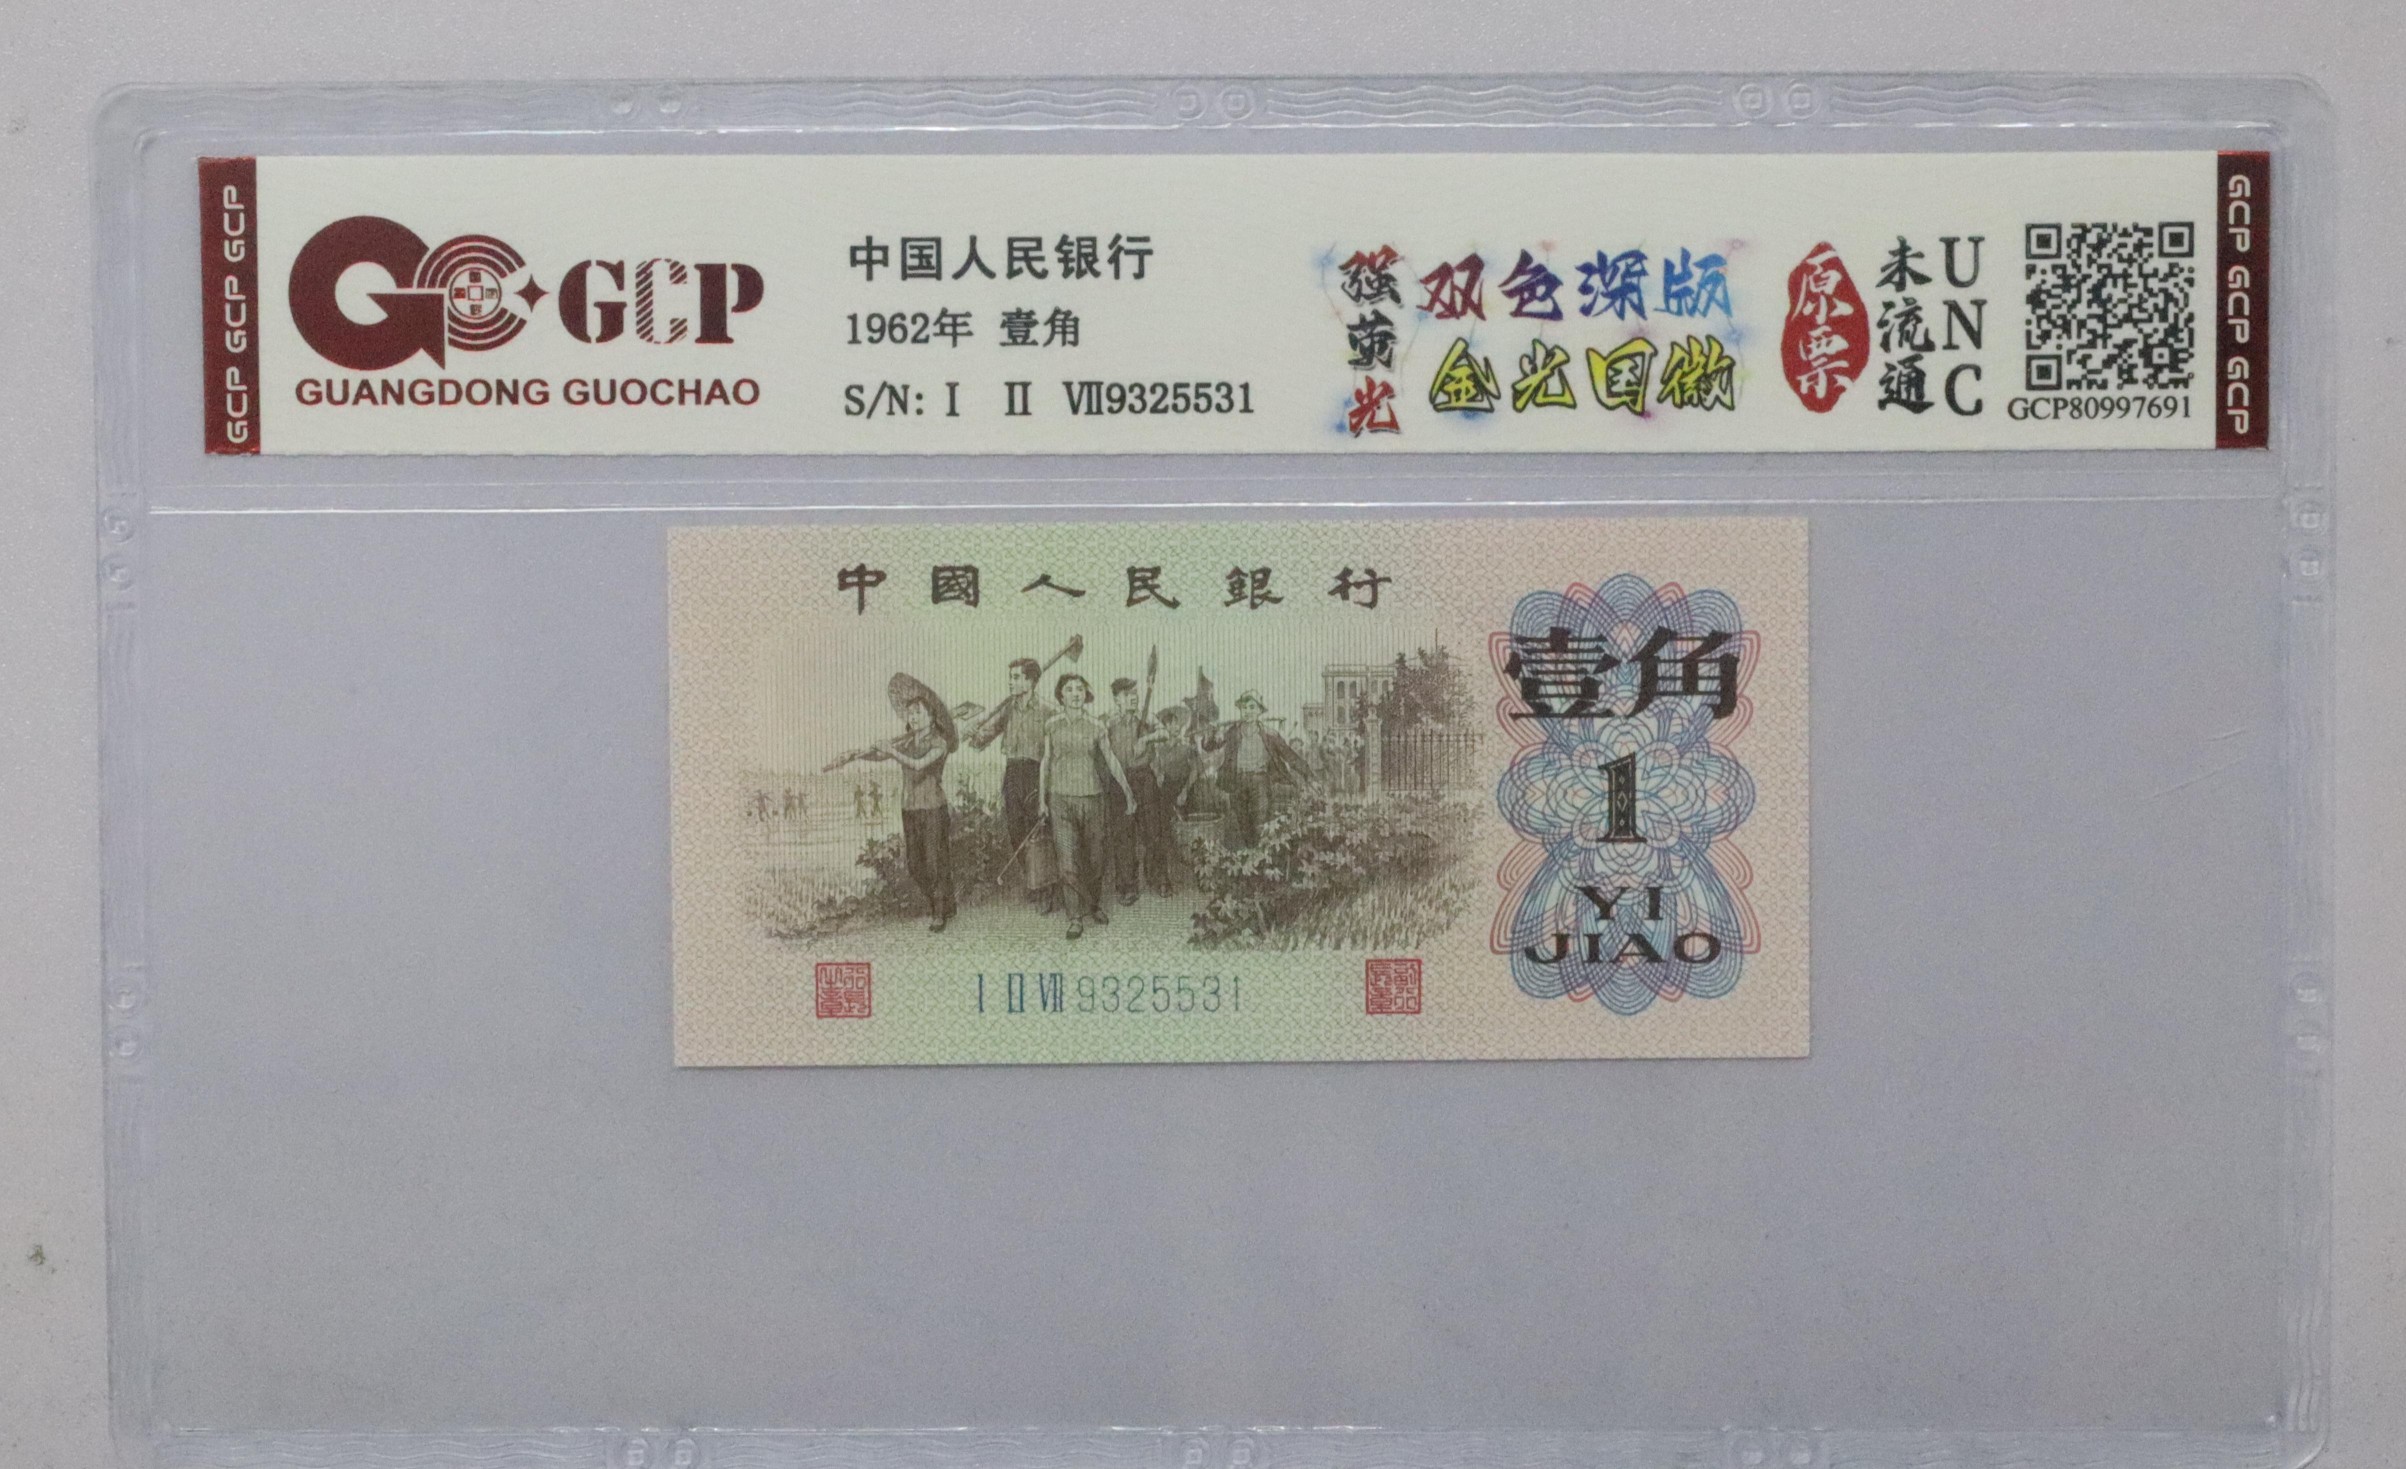 GCP GCP GCP
GCP
GUANGDONG GUOCHAO
中国人民银行
1962年 壹角
S/N: I II VII9325531
强荧光
双色深版
金光国徽
原票
未流通
UNC
GCP80997691
GCP GCP GCP
中國人民銀行
壹角
1
YI
JIAO
I II VII 9325531